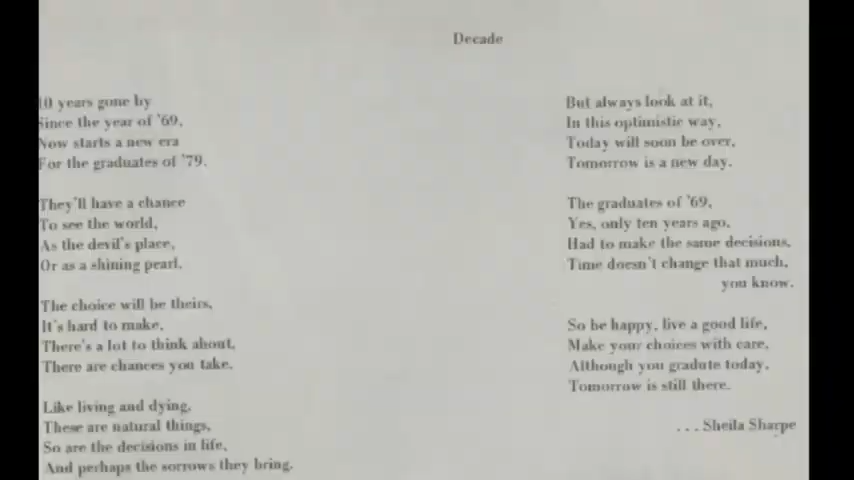 Decade
10 years gone by
Since the year of '69,
Now starts a new era
For the graduates of '79.
They'll have a chance
To see the world,
As the devil's place,
Or as a shining pearl.
The choice will be theirs,
It's hard to make,
There's a lot to think about,
There are chances you take.
Like living and dying,
These are natural things,
So are the decisions in life,
And perhaps the sorrows they bring.
But always look at it,
In this optimistic way,
Today will soon be over,
Tomorrow is a new day.
The graduates of '69,
Yes, only ten years ago,
Had to make the same decisions,
Time doesn't change that much,
you know.
So be happy, live a good life,
Make your choices with care,
Although you gradute today,
Tomorrow is still there.
...Sheila Sharpe